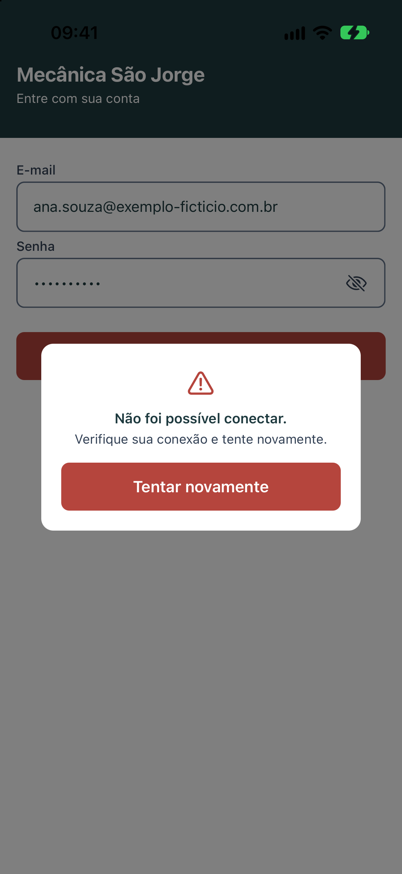 09:41
Mecânica São Jorge
Entre com sua conta
E-mail
ana.souza@exemplo-ficticio.com.br
Senha
••••••••••
Não foi possível conectar.
Verifique sua conexão e tente novamente.
Tentar novamente